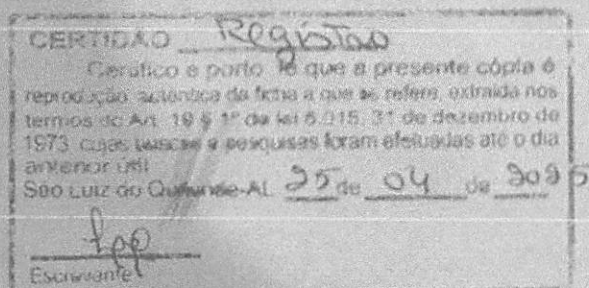 CERTIDÃO Registro
Certifico e porto fé que a presente cópia é
reprodução autêntica da ficha a que se refere, extraida nos
termos do Art. 19 § 1º da lei 6.015, 31 de dezembro de
1973 cujas buscas e pesquisas foram efetuadas até o dia
anterior útil
São Luiz do Quitunde-AL 25 de 04 de 2025
Escrevente